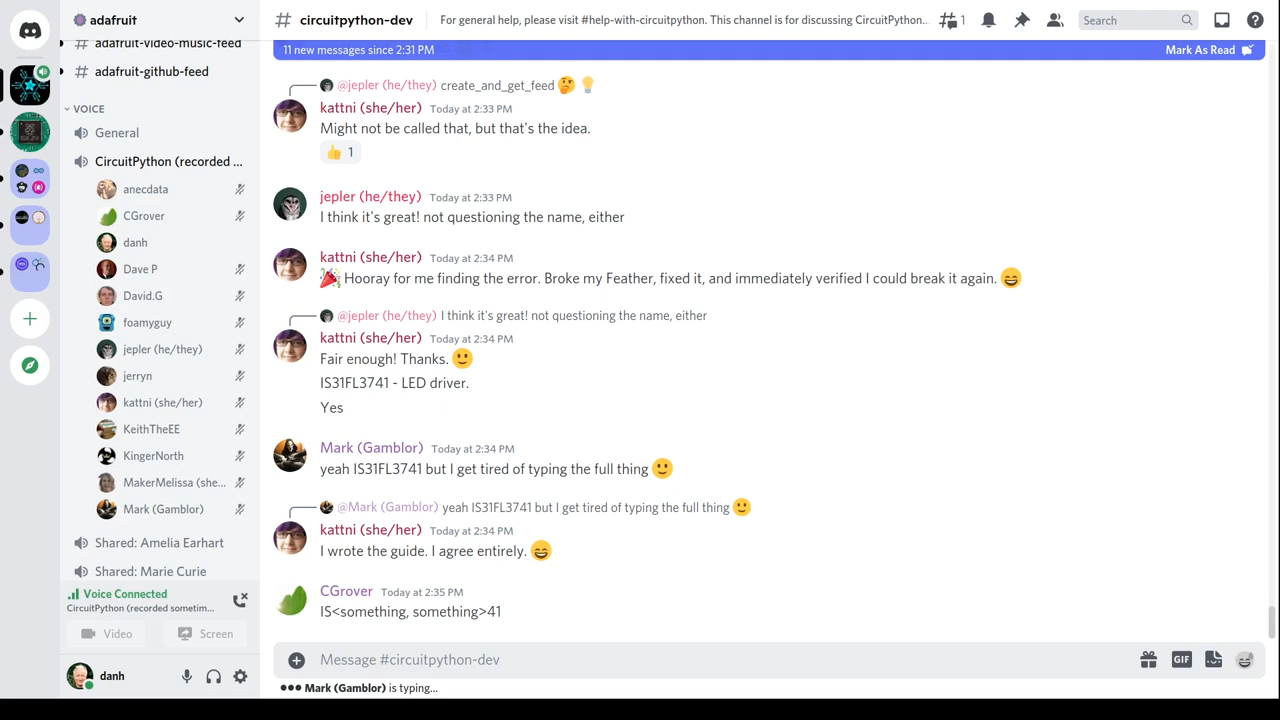 adafruit
# circuitpython-dev
For general help, please visit #help-with-circuitpython. This channel is for discussing CircuitPython...
1
Search
# adafruit-video-music-feed
# adafruit-github-feed
VOICE
General
CircuitPython (recorded ...
anecdata
CGrover
danh
Dave P
David.G
foamyguy
jepler (he/they)
jerryn
kattni (she/her)
KeithTheEE
KingerNorth
MakerMelissa (she...
Mark (Gamblor)
Shared: Amelia Earhart
Shared: Marie Curie
Voice Connected
CircuitPython (recorded sometim...
Video
Screen
danh
11 new messages since 2:31 PM
Mark As Read
@jepler (he/they) create_and_get_feed 🤔 💡
kattni (she/her) Today at 2:33 PM
Might not be called that, but that's the idea.
👍 1
jepler (he/they) Today at 2:33 PM
I think it's great! not questioning the name, either
kattni (she/her) Today at 2:34 PM
🎉 Hooray for me finding the error. Broke my Feather, fixed it, and immediately verified I could break it again. 😄
@jepler (he/they) I think it's great! not questioning the name, either
kattni (she/her) Today at 2:34 PM
Fair enough! Thanks. 🙂
IS31FL3741 - LED driver.
Yes
Mark (Gamblor) Today at 2:34 PM
yeah IS31FL3741 but I get tired of typing the full thing 🙂
@Mark (Gamblor) yeah IS31FL3741 but I get tired of typing the full thing 🙂
kattni (she/her) Today at 2:34 PM
I wrote the guide. I agree entirely. 😄
CGrover Today at 2:35 PM
IS<something, something>41
Message #circuitpython-dev
GIF
Mark (Gamblor) is typing...